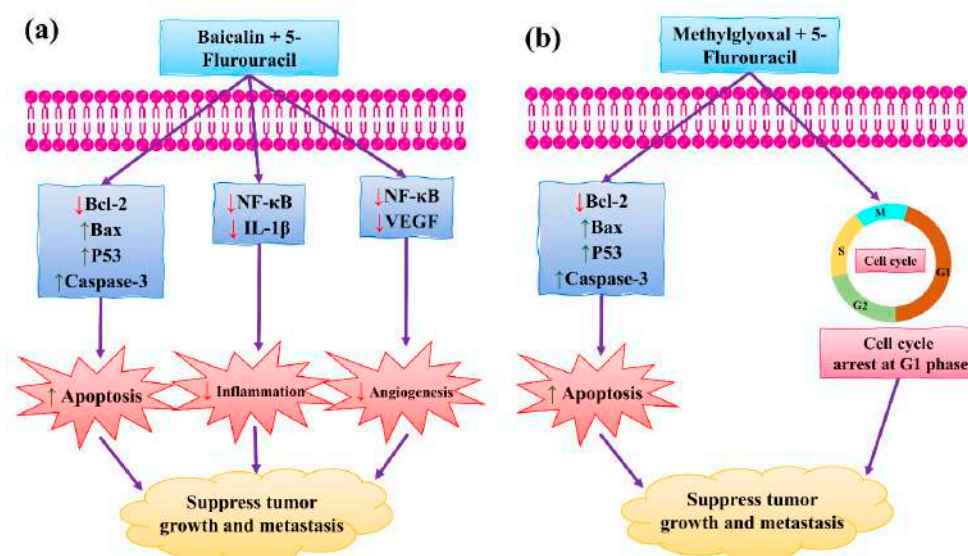 (a)
Baicalin + 5-
Flurouracil
↓Bcl-2
↑Bax
↑P53
↑Caspase-3
↓NF-κB
↓ IL-1β
↓NF-κB
↓VEGF
↑ Apoptosis
↓ Inflammation
↓ Angiogenesis
Suppress tumor
growth and metastasis
(b)
Methylglyoxal + 5-
Flurouracil
↓Bcl-2
↑Bax
↑P53
↑Caspase-3
M
S
Cell cycle
G1
G2
Cell cycle
arrest at G1 phase
↑ Apoptosis
Suppress tumor
growth and metastasis